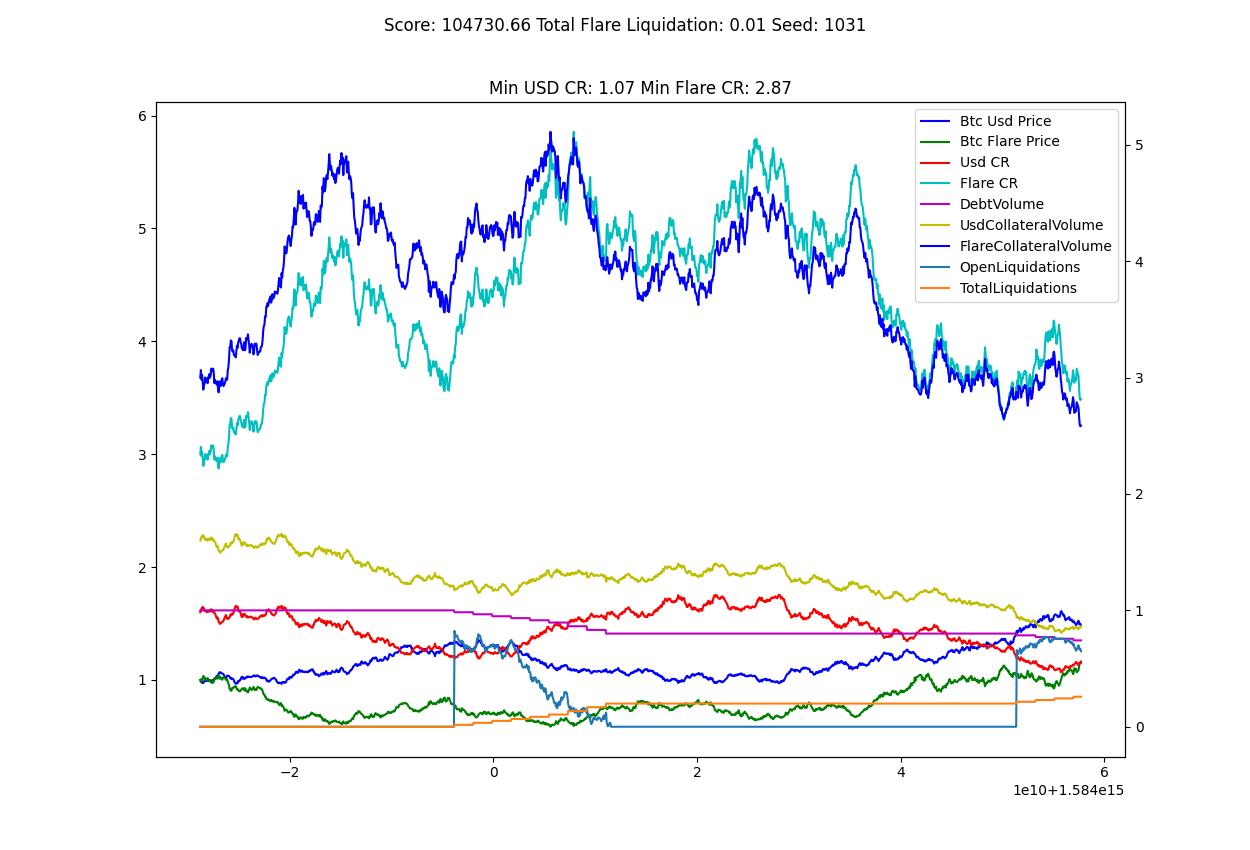 Score: 104730.66 Total Flare Liquidation: 0.01 Seed: 1031
Min USD CR: 1.07 Min Flare CR: 2.87
Btc Usd Price
Btc Flare Price
Usd CR
Flare CR
DebtVolume
UsdCollateralVolume
FlareCollateralVolume
OpenLiquidations
TotalLiquidations
6
5
4
3
2
1
5
4
3
2
1
0
−2
0
2
4
6
1e10+1.584e15